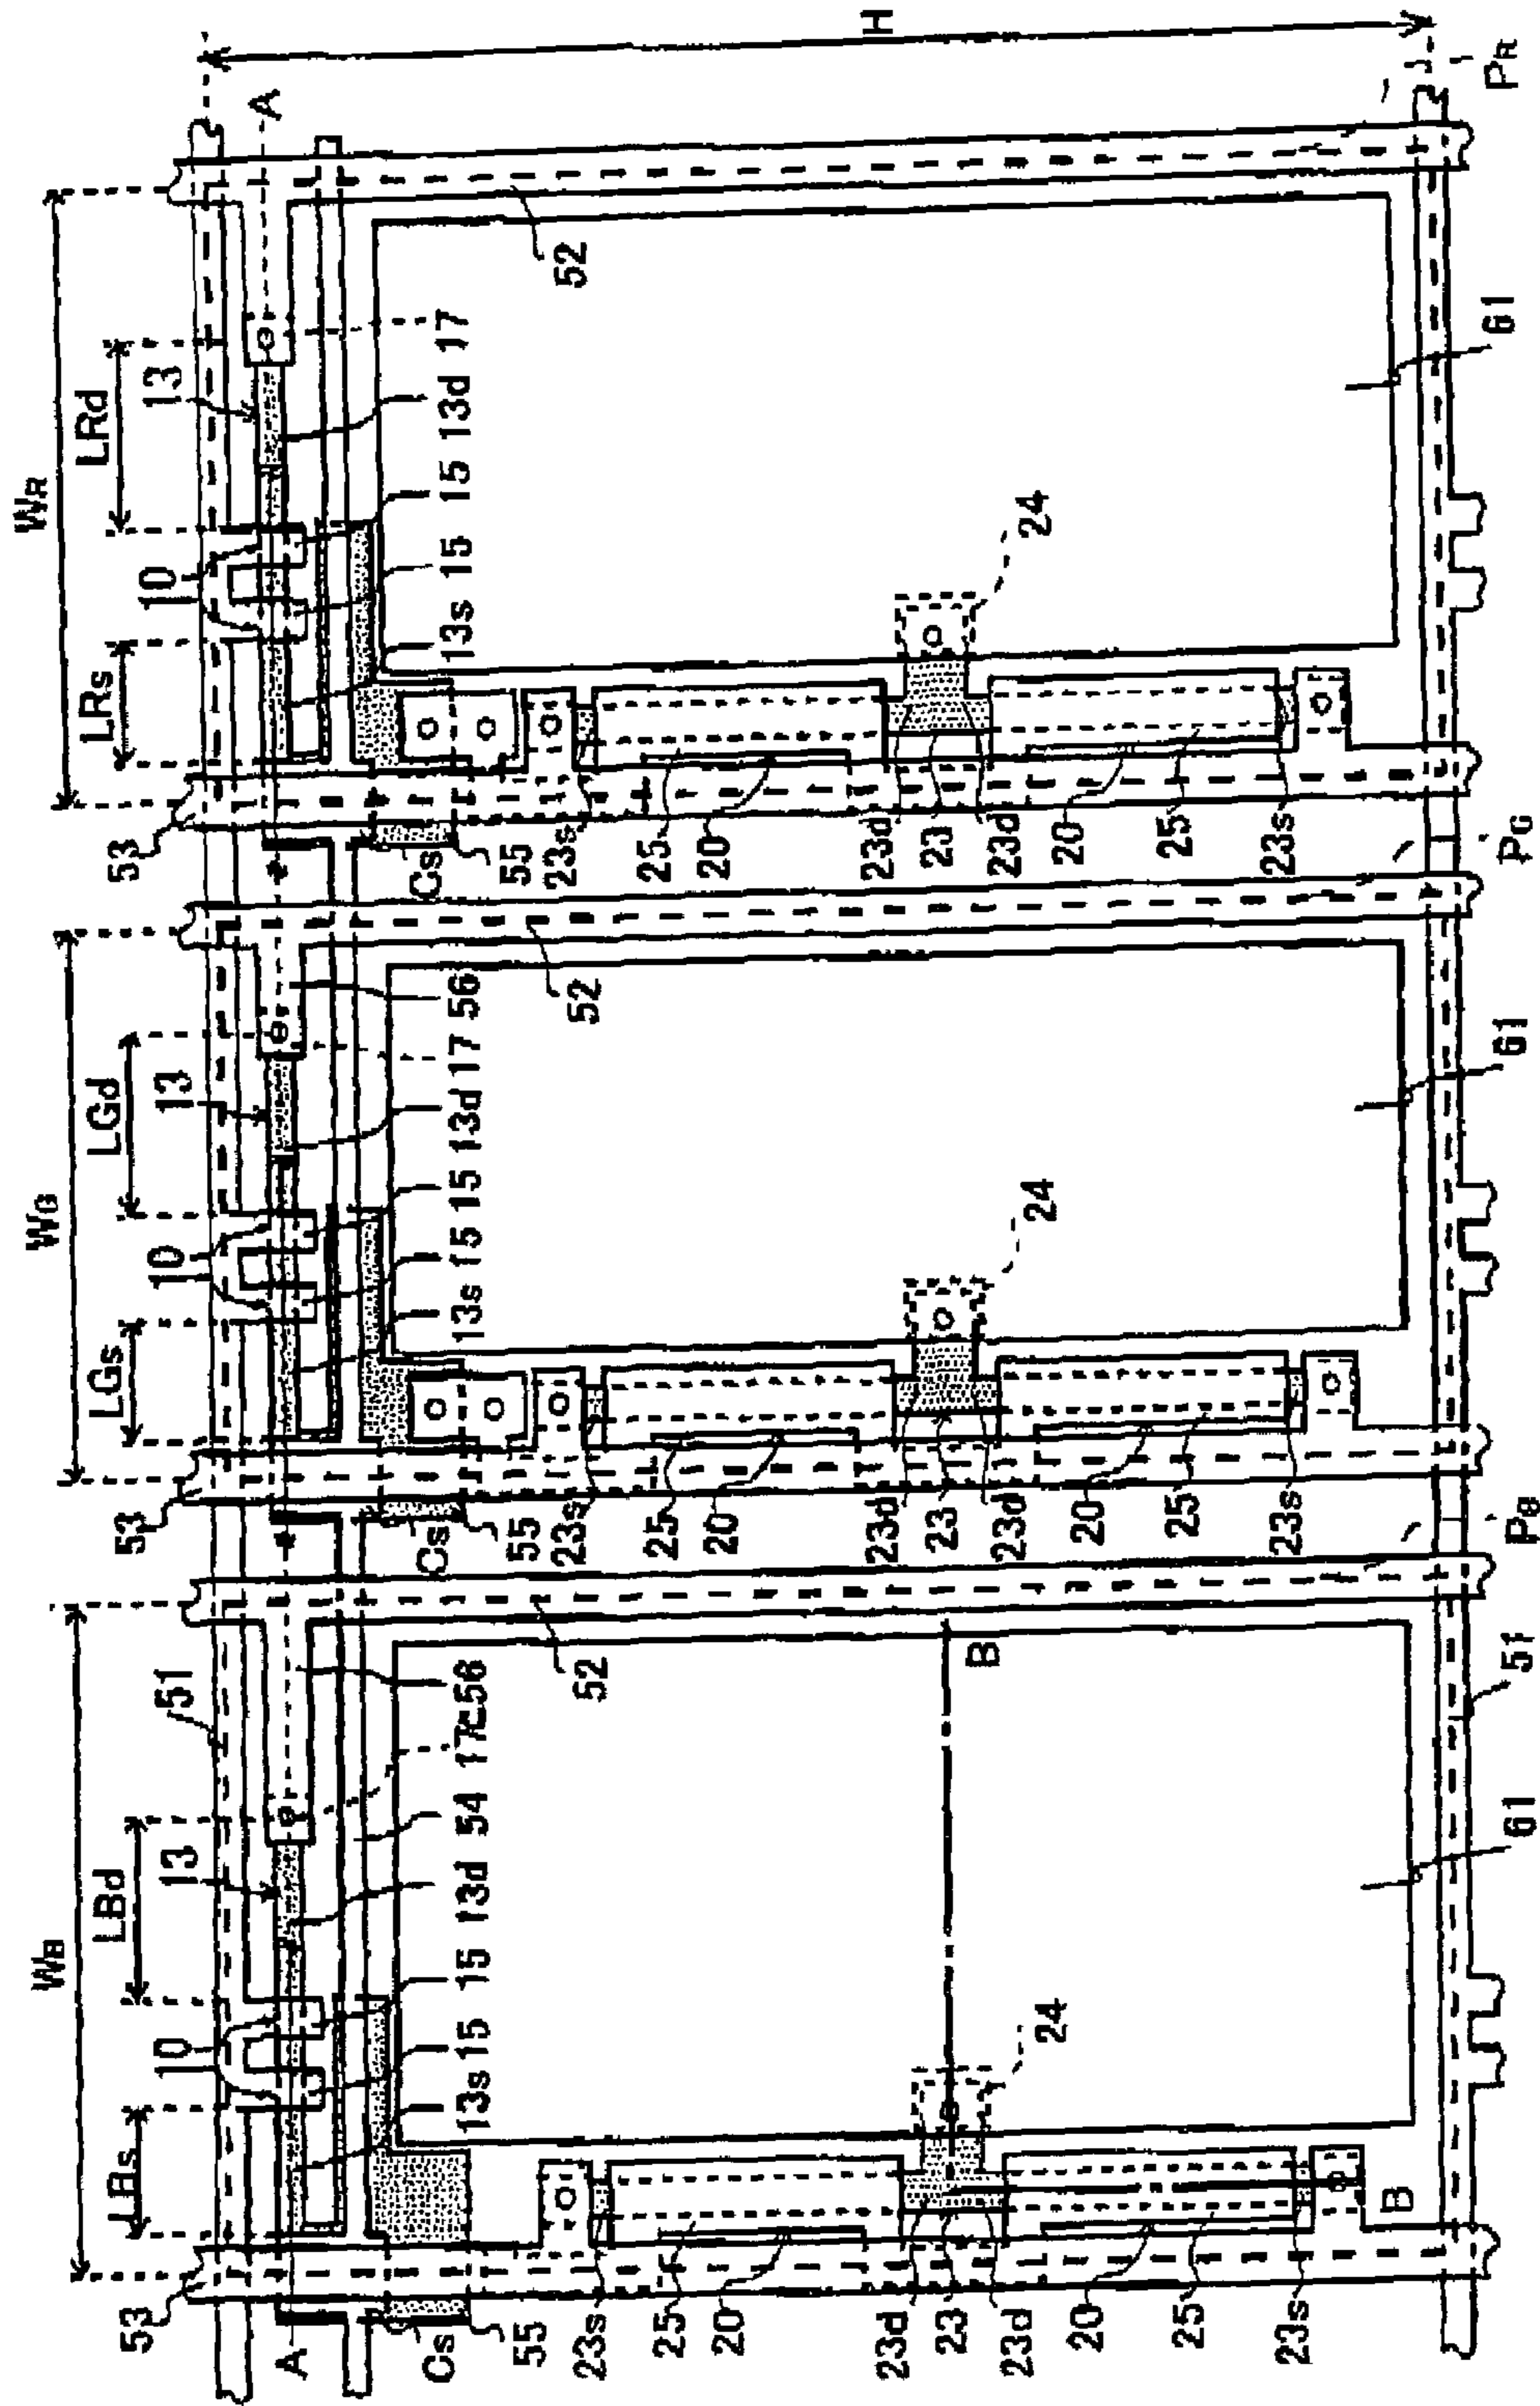 WB WG WR
LBs LBd LGs LGd LRs LRd
53 10 13 51 53 10 13 53 10 13
A A
Cs 13s 15 15 13d 54 17 56 Cs 13s 15 15 13d 17 56 Cs 13s 15 15 13d 17
55 55 55
23s 52 23s 52 23s 52
25 25 25
20 20 20
H
23d 23d 23d
23 B 23 23
23d 24 23d 24 23d 24
20 20 20
25 25 25
23s B 23s 23s
61 51 PB 61 PG 61 PR